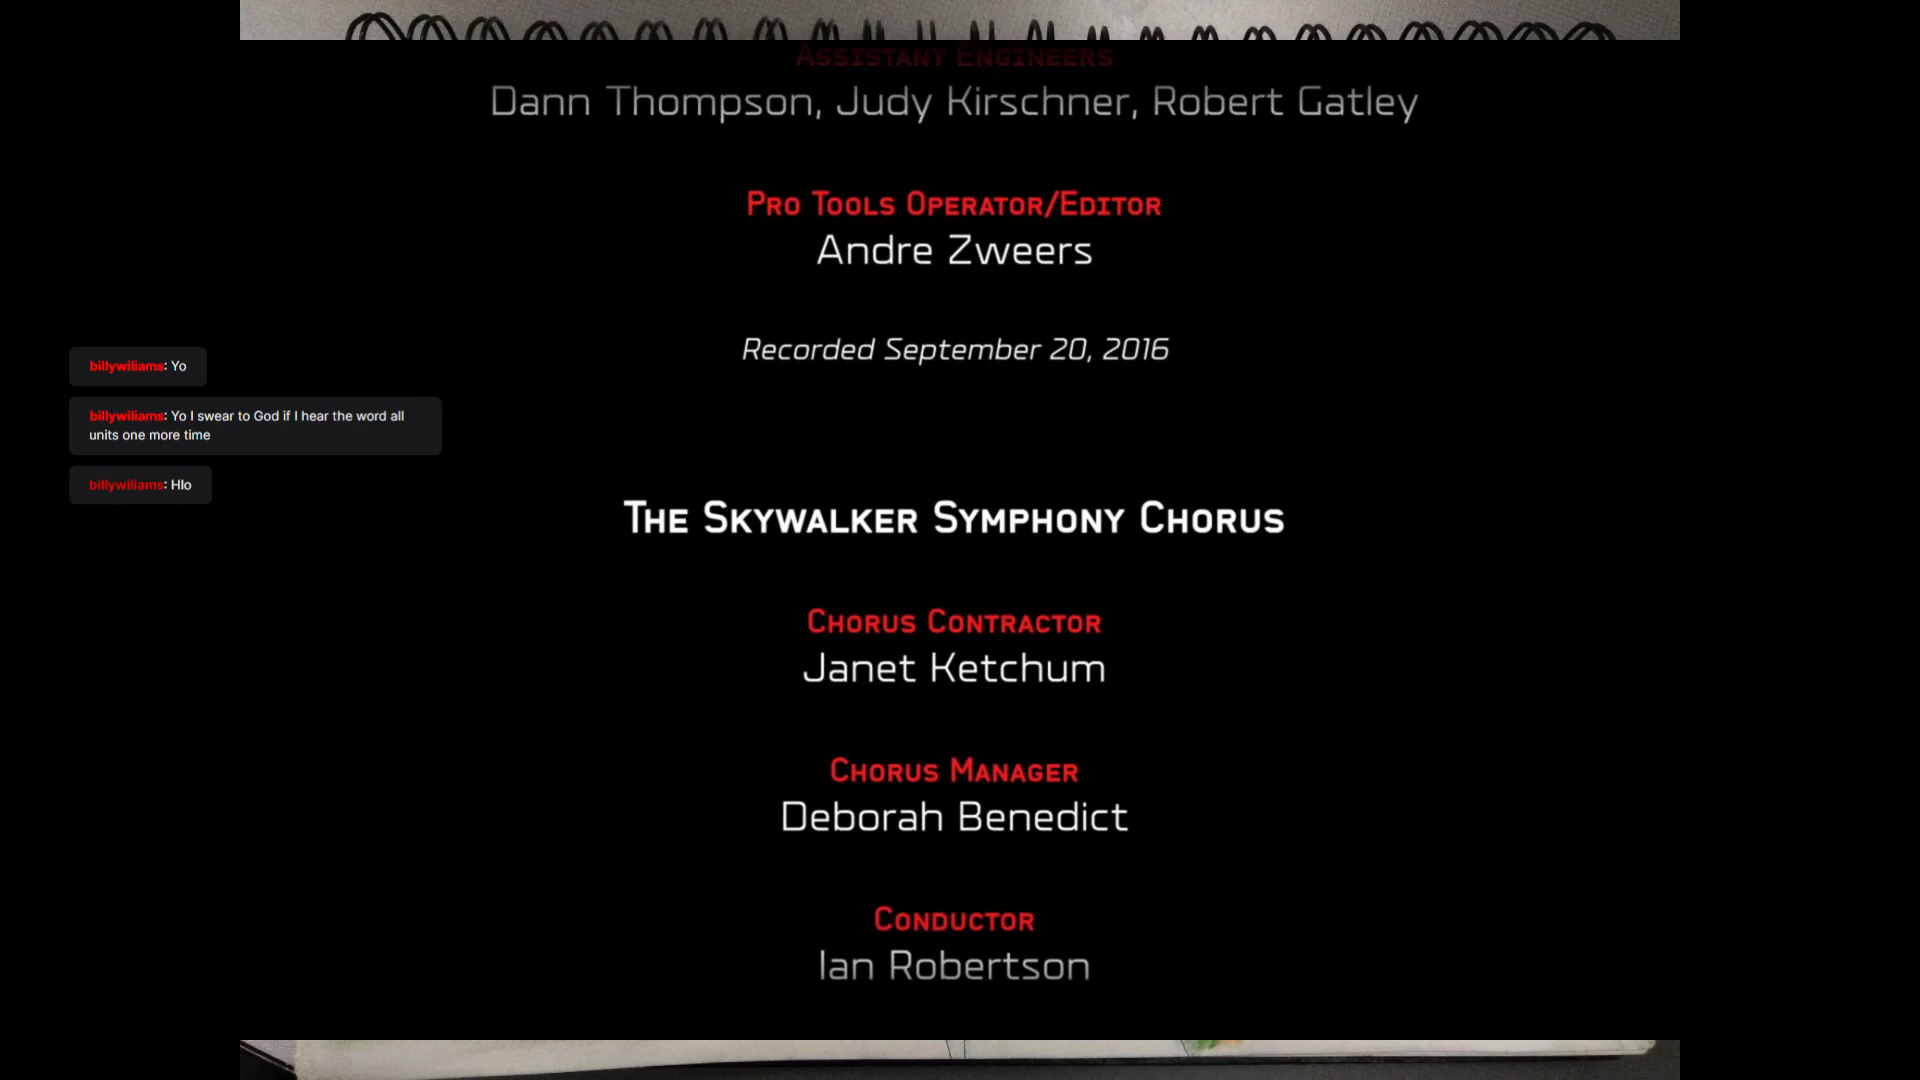 ASSISTANT ENGINEERS
Dann Thompson, Judy Kirschner, Robert Gatley
PRO TOOLS OPERATOR/EDITOR
Andre Zweers
Recorded September 20, 2016
billywiliams: Yo
billywiliams: Yo I swear to God if I hear the word all
units one more time
billywiliams: Hlo
THE SKYWALKER SYMPHONY CHORUS
CHORUS CONTRACTOR
Janet Ketchum
CHORUS MANAGER
Deborah Benedict
CONDUCTOR
Ian Robertson